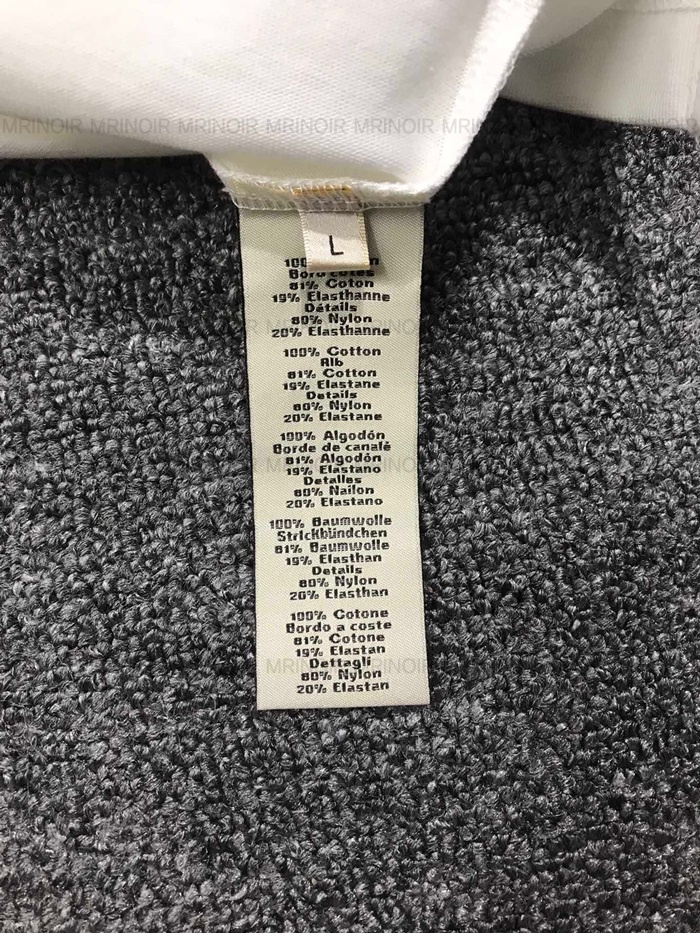 MRINOIR MRINOIR MRINOIR MRINOIR MRINOIR
L
100
81% Coton
19% Elasthanne
Détails
80% Nylon
20% Elasthanne
100% Cotton
Rib
81% Cotton
19% Elastane
Details
80% Nylon
20% Elastane
100% Algodón
Borde de canalé
81% Algodón
19% Elastano
Detalles
80% Nailon
20% Elastano
100% Baumwolle
Strickbündchen
81% Baumwolle
19% Elasthan
Details
80% Nylon
20% Elasthan
100% Cotone
Bordo a coste
81% Cotone
19% Elastan
Dettagli
80% Nylon
20% Elastan